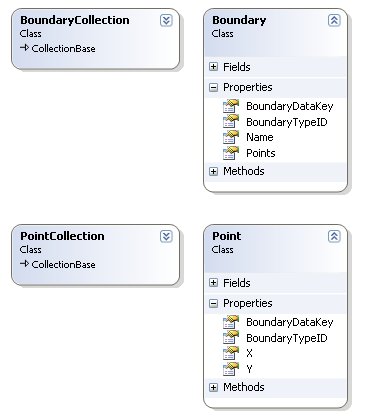 BoundaryCollection
Class
CollectionBase
Boundary
Class
Fields
Properties
BoundaryDataKey
BoundaryTypeID
Name
Points
Methods
PointCollection
Class
CollectionBase
Point
Class
Fields
Properties
BoundaryDataKey
BoundaryTypeID
X
Y
Methods